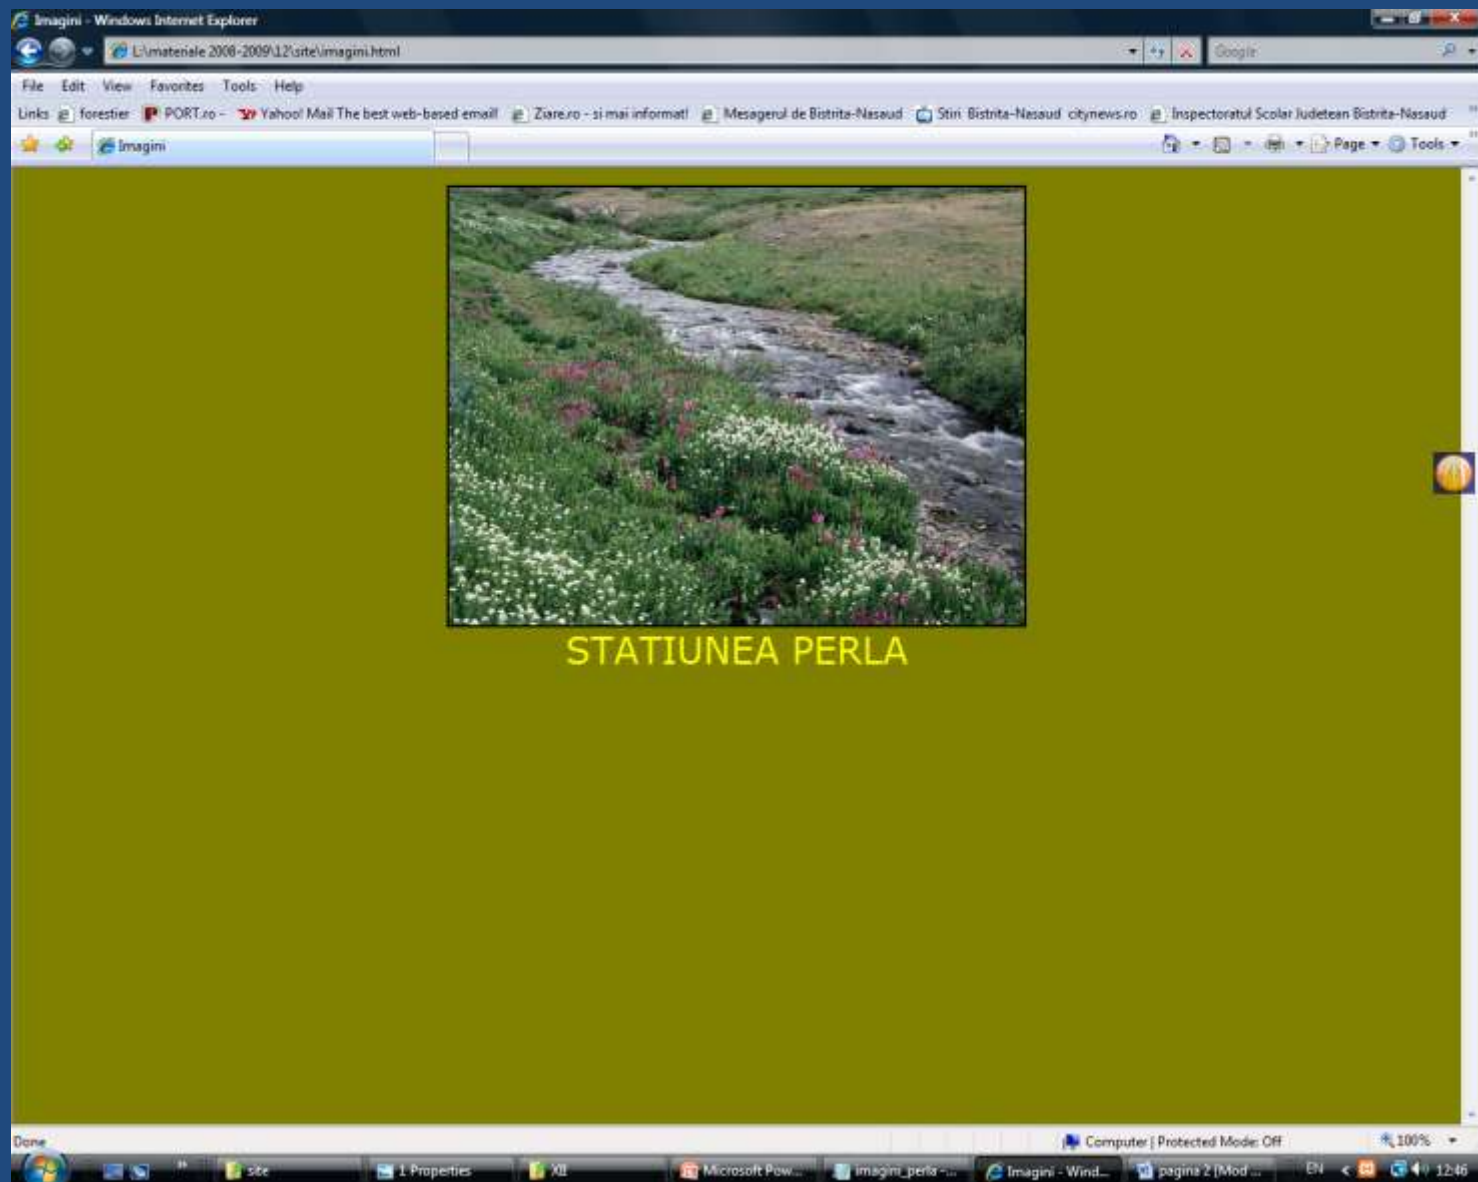 Imagini - Windows Internet Explorer
L:\materiale 2008-2009\12\site\imagini.html
Google
File Edit View Favorites Tools Help
Links forestier PORT.ro - Yahoo! Mail The best web-based email! Ziare.ro - si mai informat! Mesagerul de Bistrita-Nasaud Stiri Bistrita-Nasaud citynews.ro Inspectoratul Scolar Judetean Bistrita-Nasaud
Imagini
Page Tools
STATIUNEA PERLA
Done
Computer | Protected Mode: Off
100%
site
1 Properties
XII
Microsoft Pow...
imagini_perla -...
Imagini - Wind...
pagina 2 [Mod ...
EN
12:46